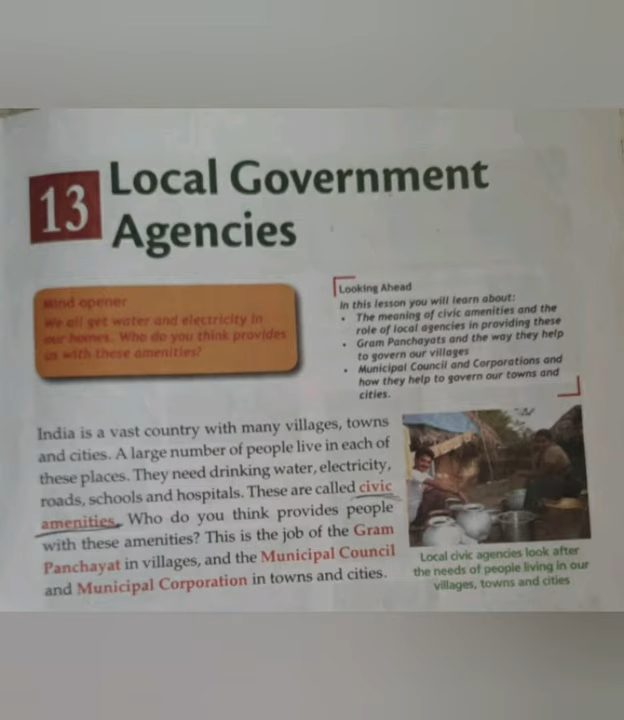 13
Local Government
Agencies
Mind opener
We all get water and electricity in
our homes. Who do you think provides
us with these amenities?
Looking Ahead
In this lesson you will learn about:
• The meaning of civic amenities and the
role of local agencies in providing these
• Gram Panchayats and the way they help
to govern our villages
• Municipal Council and Corporations and
how they help to govern our towns and
cities.
India is a vast country with many villages, towns
and cities. A large number of people live in each of
these places. They need drinking water, electricity,
roads, schools and hospitals. These are called civic
amenities. Who do you think provides people
with these amenities? This is the job of the Gram
Panchayat in villages, and the Municipal Council
and Municipal Corporation in towns and cities.
Local civic agencies look after
the needs of people living in our
villages, towns and cities